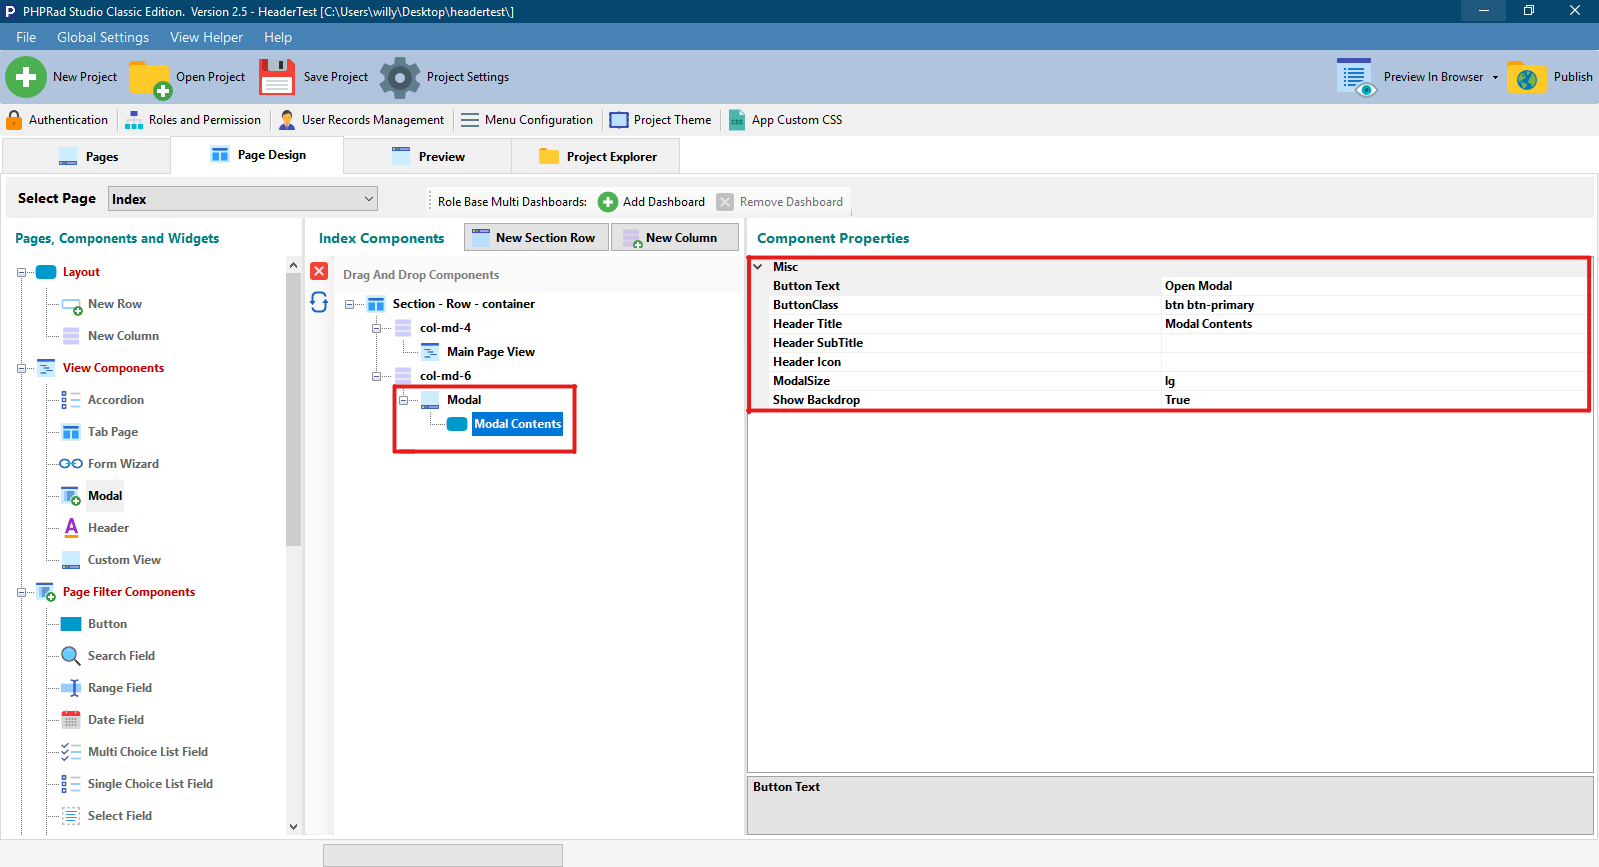 PHPRad Studio Classic Edition. Version 2.5 - HeaderTest [C:\Users\willy\Desktop\headertest\]
File Global Settings View Helper Help
New Project Open Project Save Project Project Settings Preview In Browser Publish
Authentication Roles and Permission User Records Management Menu Configuration Project Theme App Custom CSS
Pages Page Design Preview Project Explorer
Select Page Index Role Base Multi Dashboards: Add Dashboard Remove Dashboard
Pages, Components and Widgets
Layout
New Row
New Column
View Components
Accordion
Tab Page
Form Wizard
Modal
Header
Custom View
Page Filter Components
Button
Search Field
Range Field
Date Field
Multi Choice List Field
Single Choice List Field
Select Field
Index Components New Section Row New Column
Drag And Drop Components
Section - Row - container
col-md-4
Main Page View
col-md-6
Modal
Modal Contents
Component Properties
Misc
Button Text Open Modal
ButtonClass btn btn-primary
Header Title Modal Contents
Header SubTitle
Header Icon
ModalSize lg
Show Backdrop True
Button Text